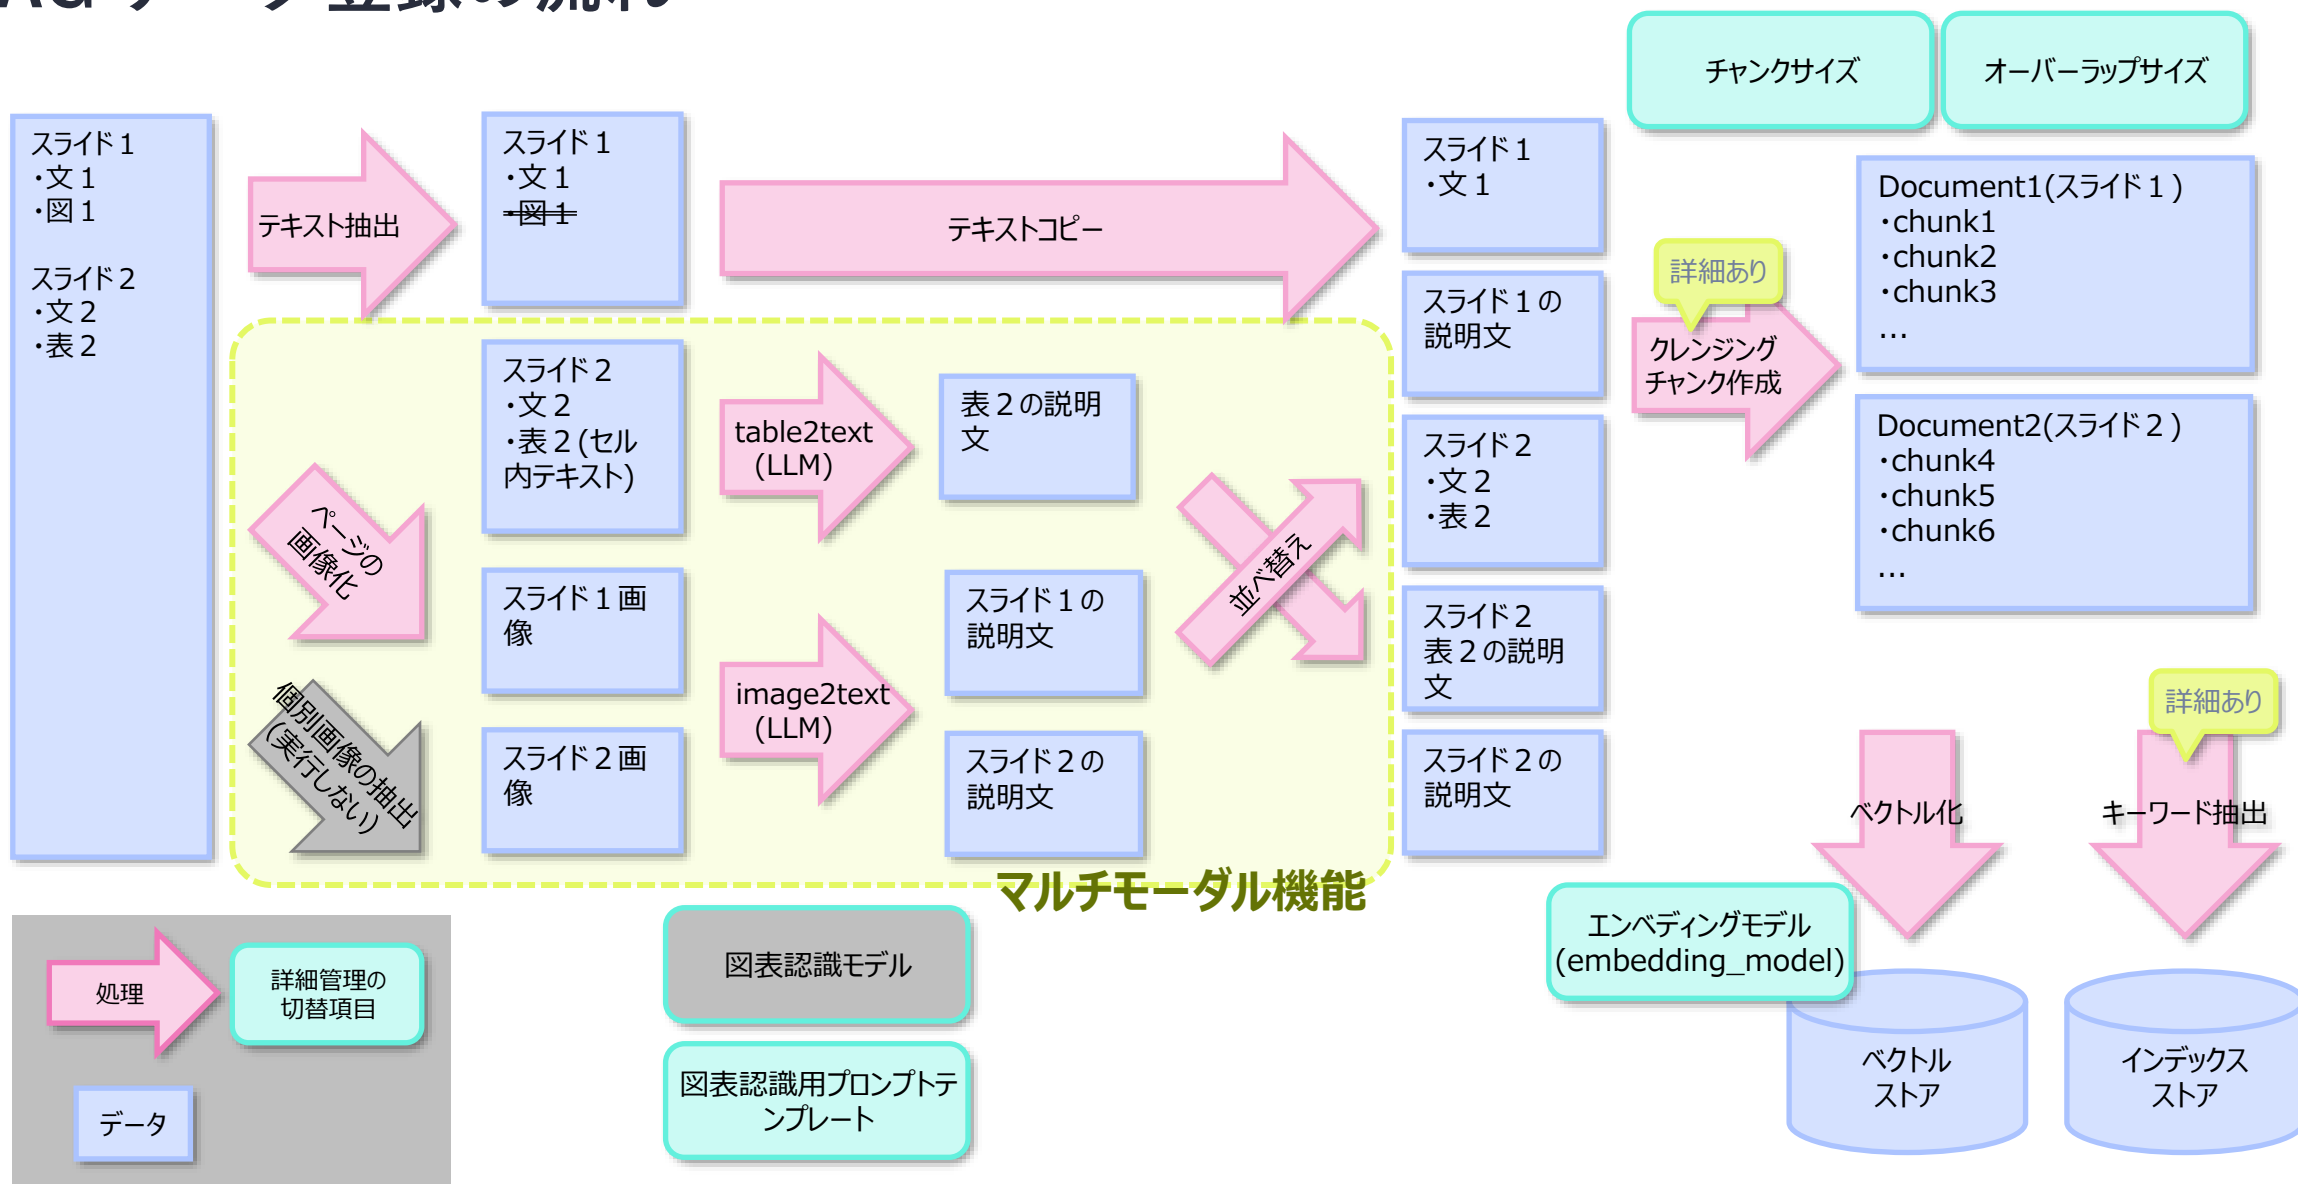 スライド１
・文１
・図１
スライド２
・文２
・表２
テキスト抽出
スライド１
・文１
・図１
テキストコピー
スライド１
・文１
チャンクサイズ
オーバーラップサイズ
スライド１の
説明文
詳細あり
クレンジング
チャンク作成
Document1(スライド１)
・chunk1
・chunk2
・chunk3
...
スライド２
・文２
・表２(セル
内テキスト)
table2text
(LLM)
表２の説明
文
スライド２
・文２
・表２
Document2(スライド２)
・chunk4
・chunk5
・chunk6
...
ページの
画像化
スライド１画
像
スライド１の
説明文
並べ替え
スライド２
表２の説明
文
個別画像の抽出
(実行しない)
スライド２画
像
image2text
(LLM)
スライド２の
説明文
スライド２の
説明文
マルチモーダル機能
詳細あり
ベクトル化
キーワード抽出
エンベディングモデル
(embedding_model)
ベクトル
ストア
インデックス
ストア
処理
詳細管理の
切替項目
データ
図表認識モデル
図表認識用プロンプトテ
ンプレート